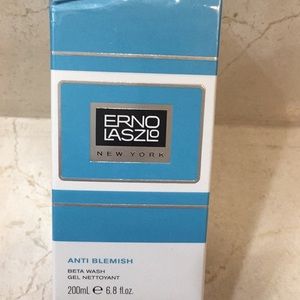 ERNO
LASZLO
NEW YORK
ANTI BLEMISH
BETA WASH
GEL NETTOYANT
200mL ℮ 6.8 fl.oz.